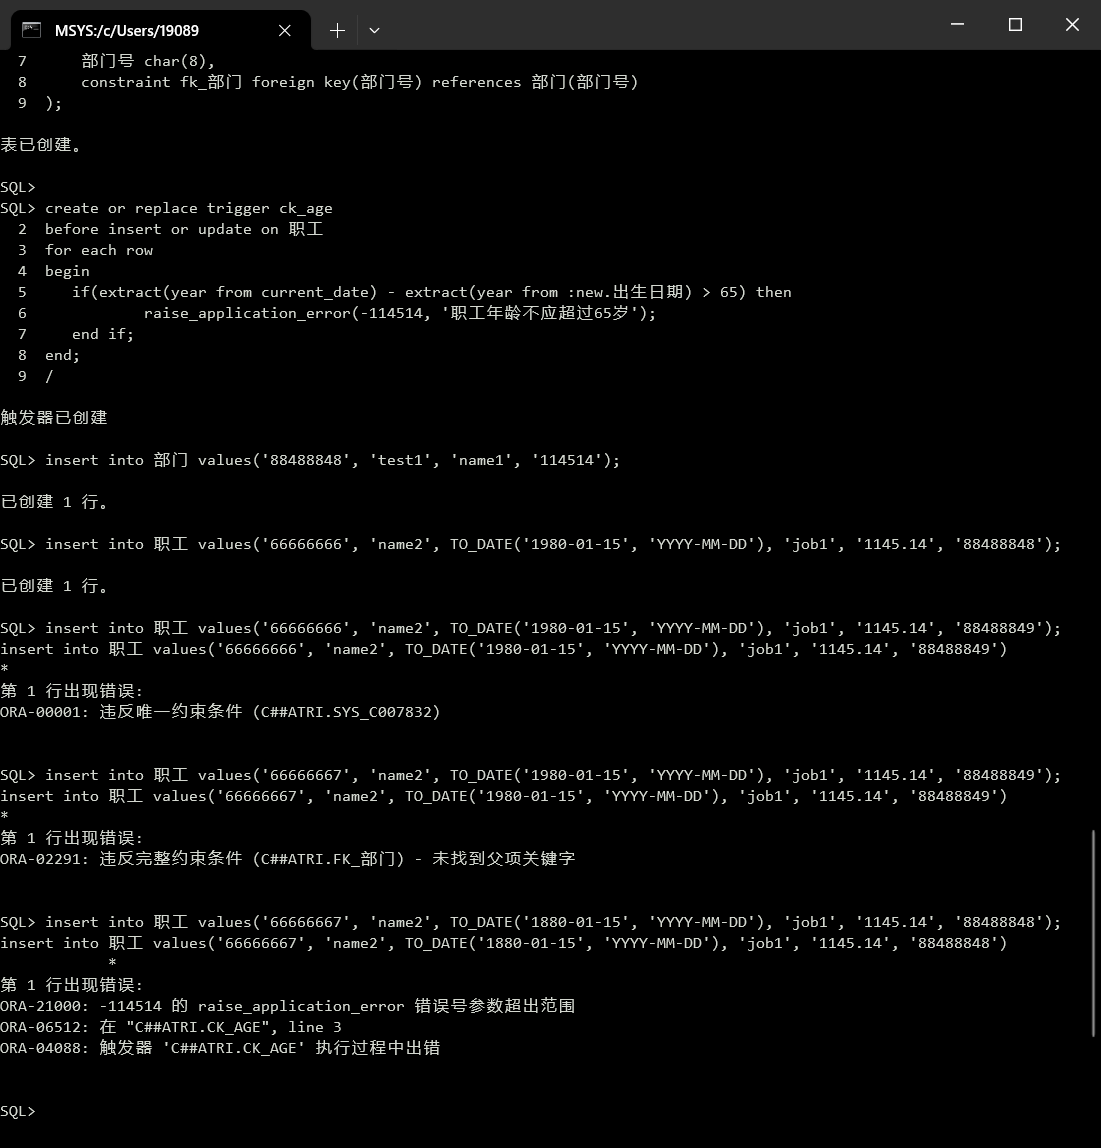 MSYS:/c/Users/19089
7      部门号 char(8),
8      constraint fk_部门 foreign key(部门号) references 部门(部门号)
9  );
表已创建。
SQL>
SQL> create or replace trigger ck_age
2  before insert or update on 职工
3  for each row
4  begin
5     if(extract(year from current_date) - extract(year from :new.出生日期) > 65) then
6             raise_application_error(-114514, '职工年龄不应超过65岁');
7     end if;
8  end;
9  /
触发器已创建
SQL> insert into 部门 values('88488848', 'test1', 'name1', '114514');
已创建 1 行。
SQL> insert into 职工 values('66666666', 'name2', TO_DATE('1980-01-15', 'YYYY-MM-DD'), 'job1', '1145.14', '88488848');
已创建 1 行。
SQL> insert into 职工 values('66666666', 'name2', TO_DATE('1980-01-15', 'YYYY-MM-DD'), 'job1', '1145.14', '88488849');
insert into 职工 values('66666666', 'name2', TO_DATE('1980-01-15', 'YYYY-MM-DD'), 'job1', '1145.14', '88488849')
*
第 1 行出现错误:
ORA-00001: 违反唯一约束条件 (C##ATRI.SYS_C007832)
SQL> insert into 职工 values('66666667', 'name2', TO_DATE('1980-01-15', 'YYYY-MM-DD'), 'job1', '1145.14', '88488849');
insert into 职工 values('66666667', 'name2', TO_DATE('1980-01-15', 'YYYY-MM-DD'), 'job1', '1145.14', '88488849')
*
第 1 行出现错误:
ORA-02291: 违反完整约束条件 (C##ATRI.FK_部门) - 未找到父项关键字
SQL> insert into 职工 values('66666667', 'name2', TO_DATE('1880-01-15', 'YYYY-MM-DD'), 'job1', '1145.14', '88488848');
insert into 职工 values('66666667', 'name2', TO_DATE('1880-01-15', 'YYYY-MM-DD'), 'job1', '1145.14', '88488848')
*
第 1 行出现错误:
ORA-21000: -114514 的 raise_application_error 错误号参数超出范围
ORA-06512: 在 "C##ATRI.CK_AGE", line 3
ORA-04088: 触发器 'C##ATRI.CK_AGE' 执行过程中出错
SQL>